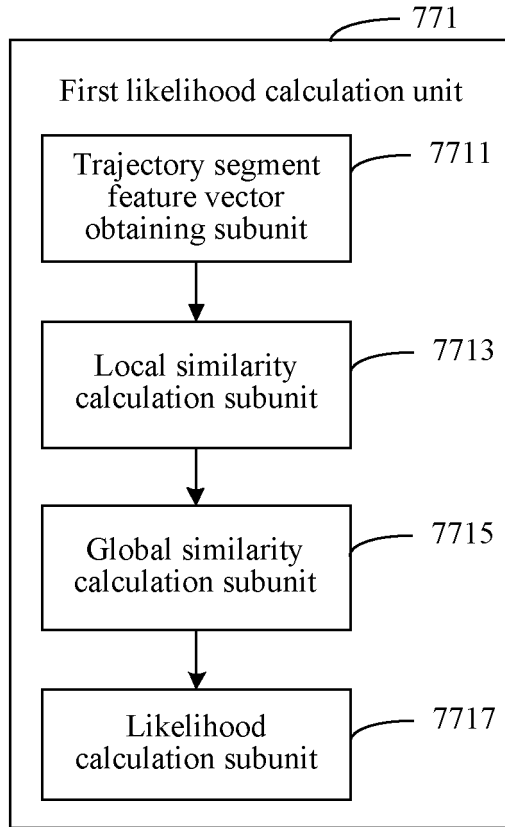 771
First likelihood calculation unit
Trajectory segment
feature vector
obtaining subunit
7711
Local similarity
calculation subunit
7713
Global similarity
calculation subunit
7715
Likelihood
calculation subunit
7717